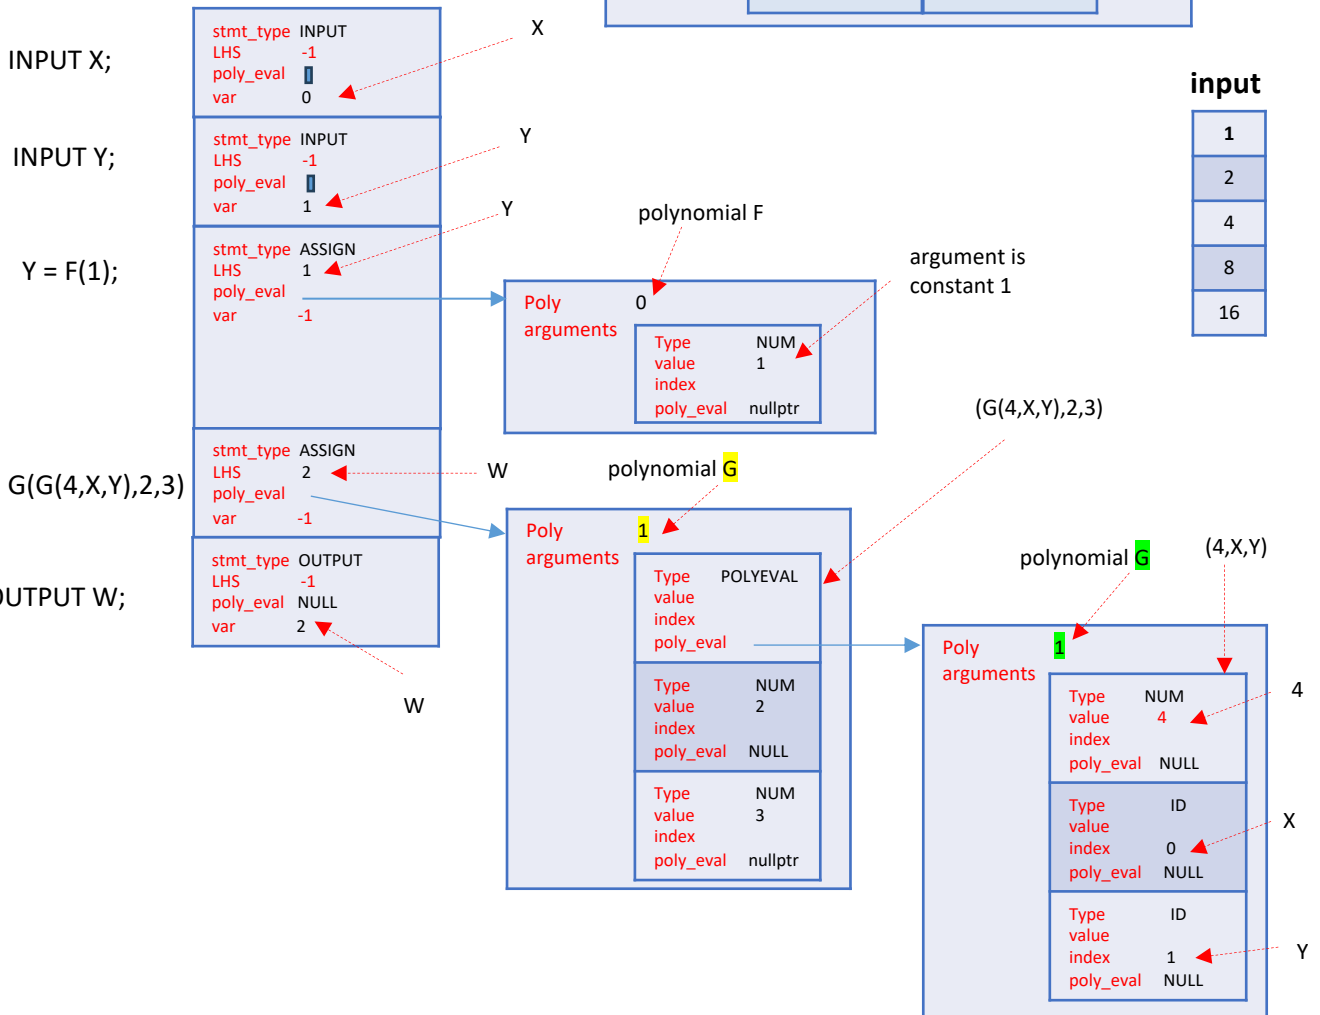 INPUT X;
stmt_type INPUT
LHS -1
poly_eval
var 0
X
INPUT Y;
stmt_type INPUT
LHS -1
poly_eval
var 1
Y
Y = F(1);
stmt_type ASSIGN
LHS 1
poly_eval
var -1
Y
polynomial F
Poly 0
arguments
Type NUM
value 1
index
poly_eval nullptr
argument is
constant 1
input
1
2
4
8
16
G(G(4,X,Y),2,3)
stmt_type ASSIGN
LHS 2
poly_eval
var -1
W
polynomial G
(G(4,X,Y),2,3)
Poly 1
arguments
Type POLYEVAL
value
index
poly_eval
Type NUM
value 2
index
poly_eval NULL
Type NUM
value 3
index
poly_eval nullptr
OUTPUT W;
stmt_type OUTPUT
LHS -1
poly_eval NULL
var 2
W
polynomial G
(4,X,Y)
Poly 1
arguments
Type NUM
value 4
index
poly_eval NULL
4
Type ID
value
index 0
poly_eval NULL
X
Type ID
value
index 1
poly_eval NULL
Y